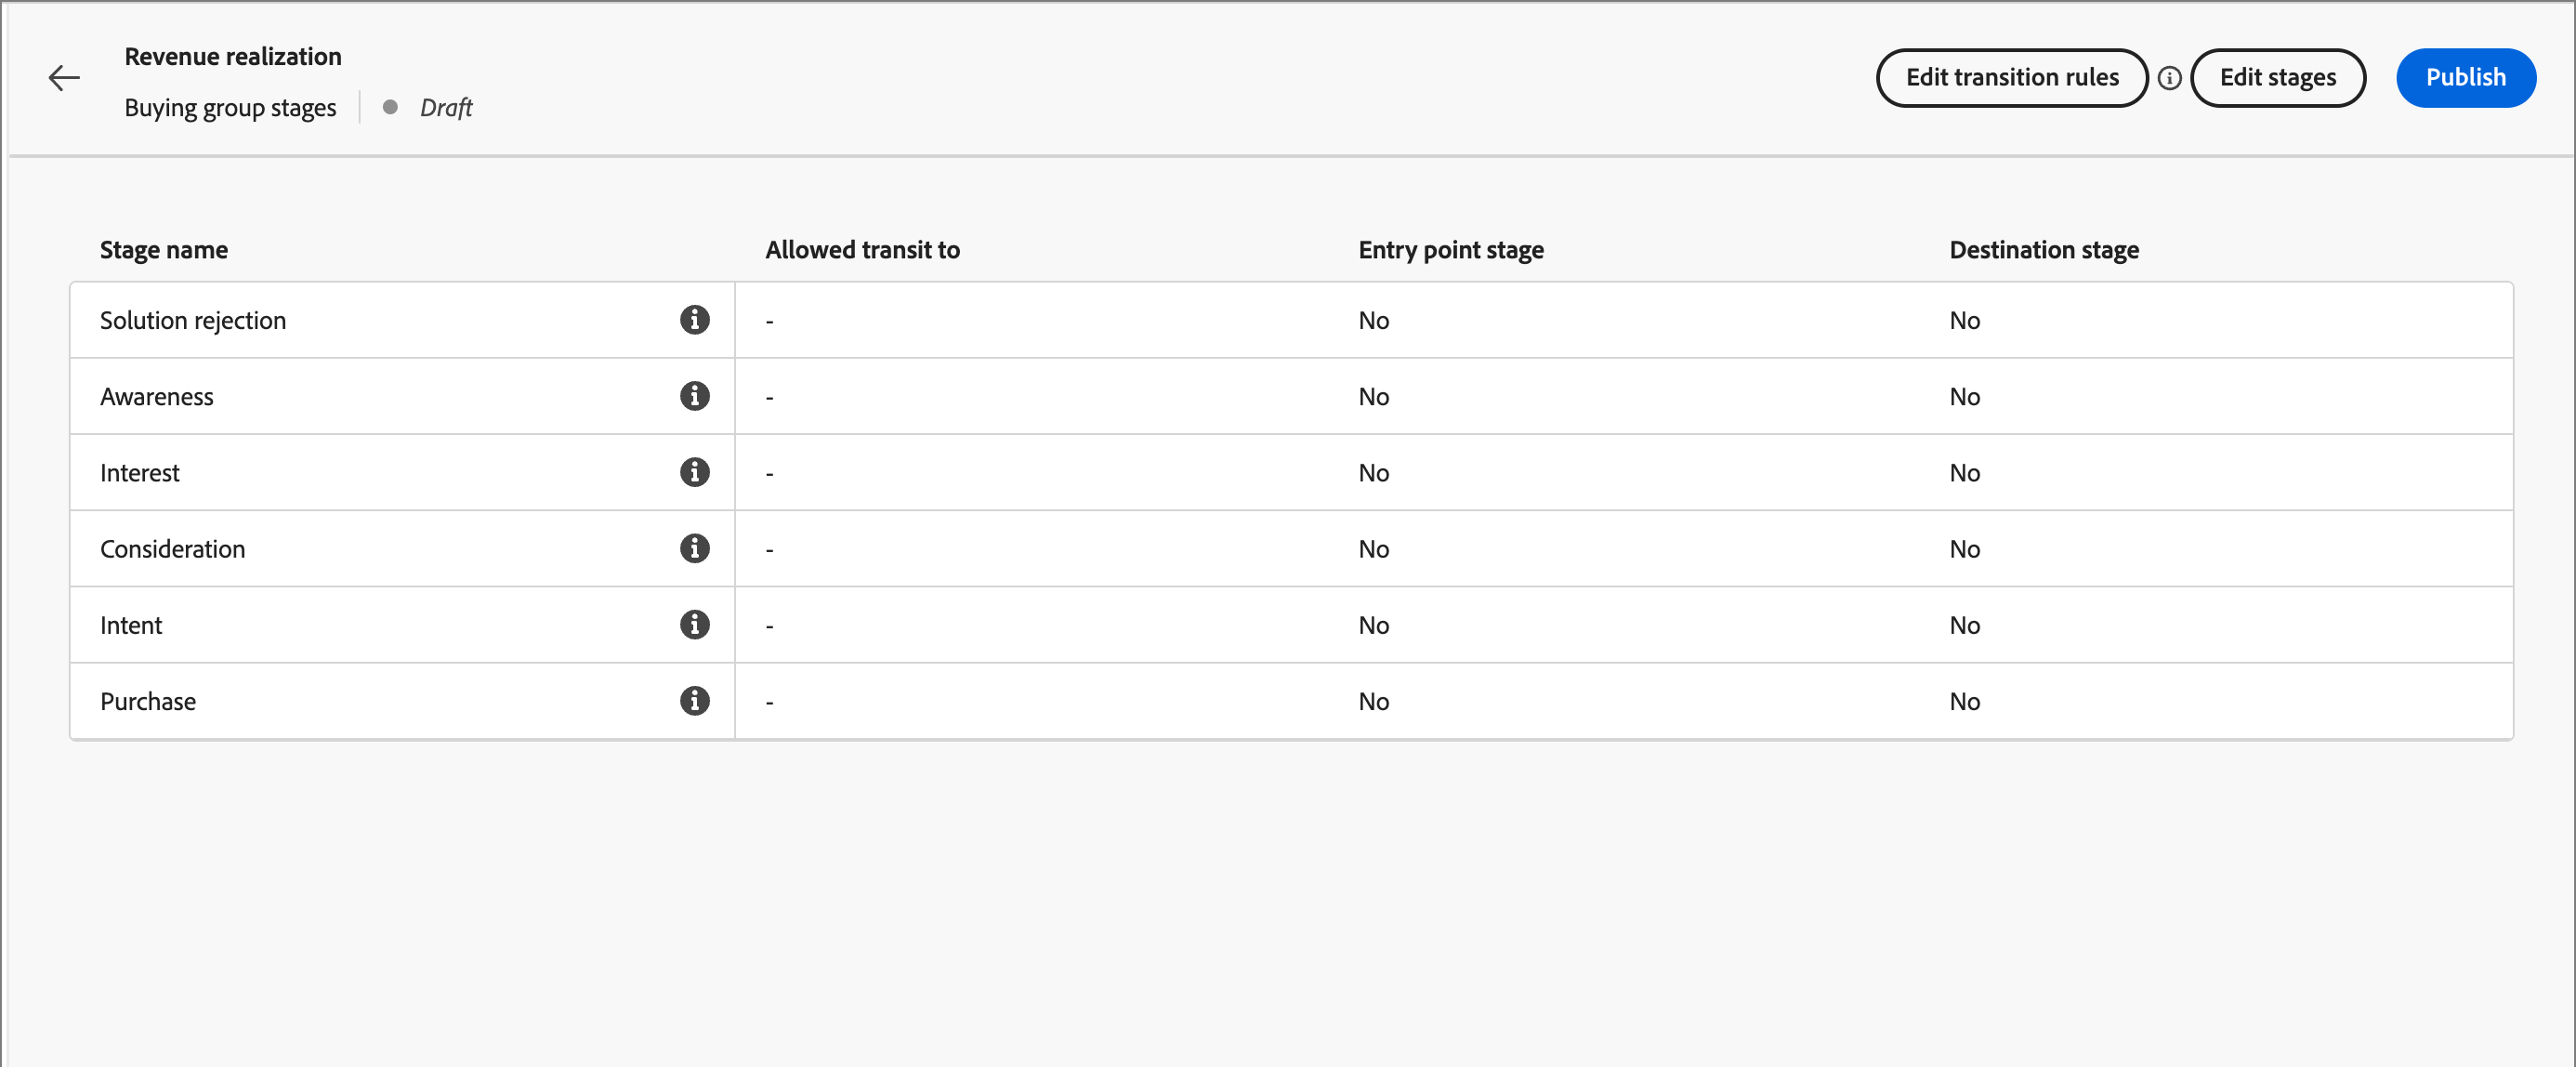 Revenue realization
Buying group stages Draft
Edit transition rules Edit stages Publish
Stage name Allowed transit to Entry point stage Destination stage
Solution rejection - No No
Awareness - No No
Interest - No No
Consideration - No No
Intent - No No
Purchase - No No